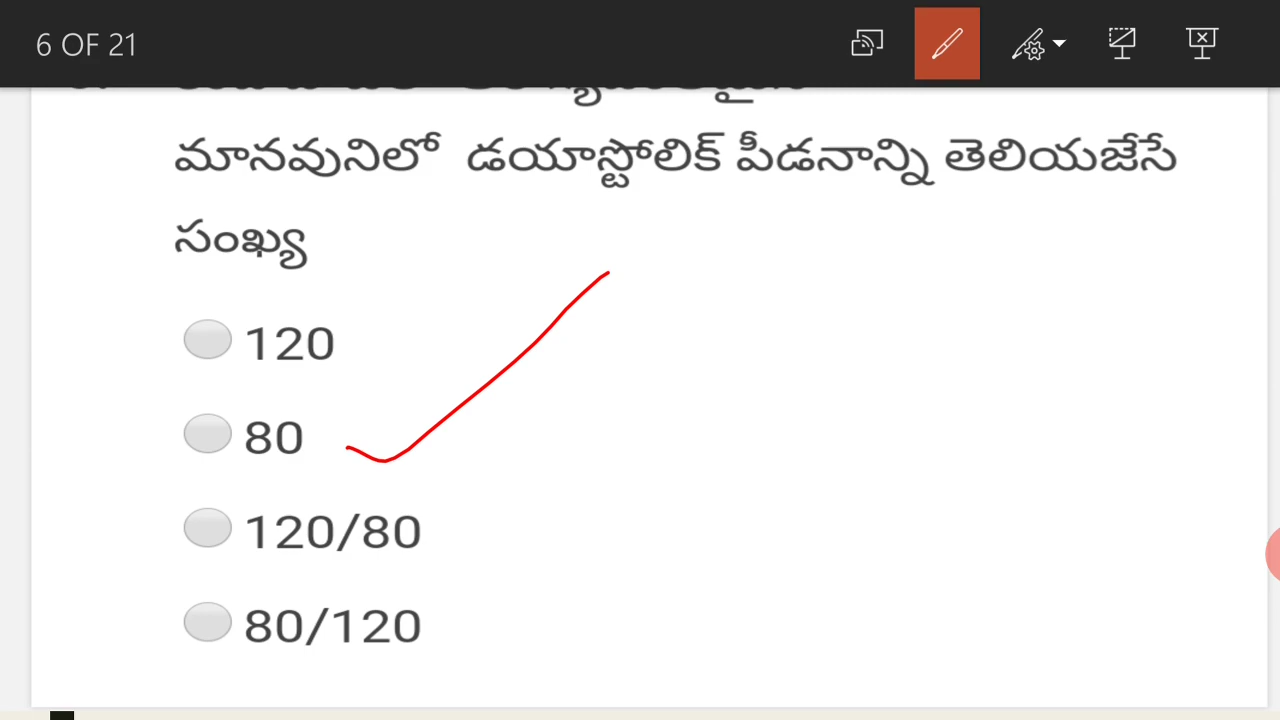 6 OF 21
మానవునిలో డయాస్టోలిక్ పీడనాన్ని తెలియజేసే
సంఖ్య
120
80
120/80
80/120